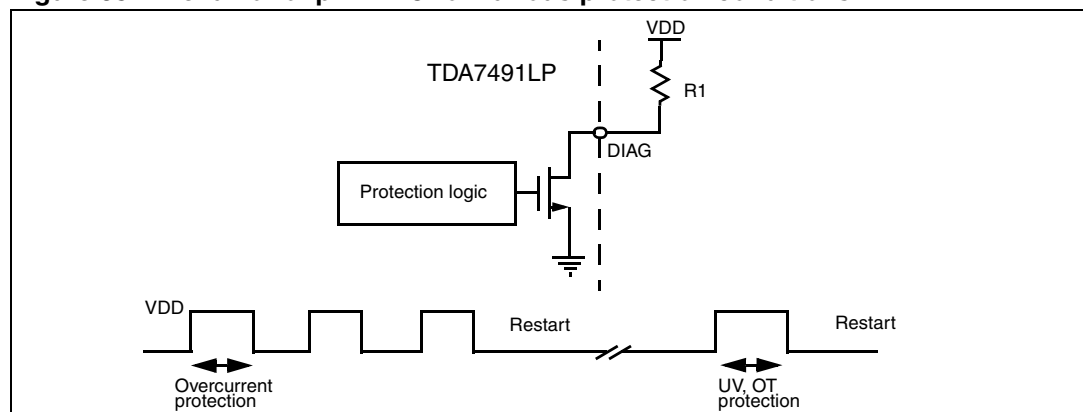 VDD
TDA7491LP
R1
DIAG
Protection logic
VDD
Restart
Restart
Overcurrent
protection
UV, OT
protection